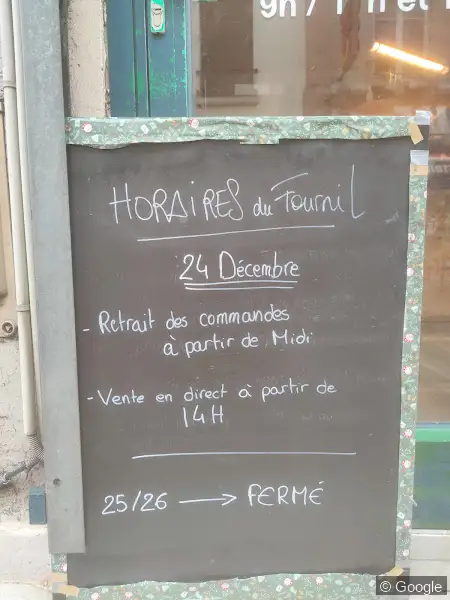 HORAIRES du Fournil
24 Décembre
- Retrait des commandes
à partir de Midi
- Vente en direct à partir de
14H
25/26 → FERMÉ
© Google